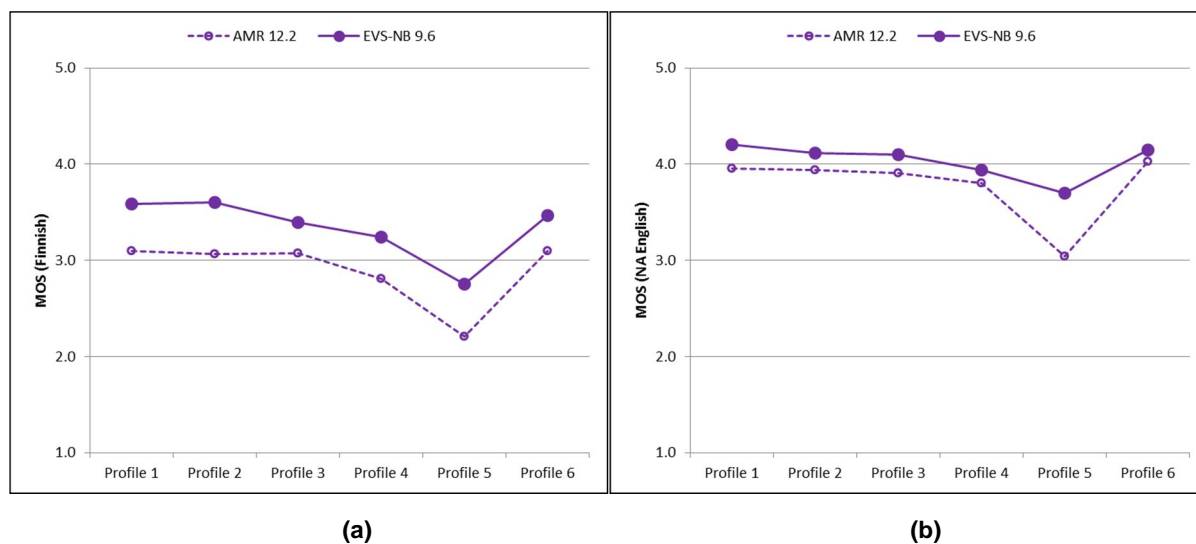 AMR 12.2 EVS-NB 9.6
5.0
4.0
3.0
2.0
1.0
MOS (Finnish)
Profile 1 Profile 2 Profile 3 Profile 4 Profile 5 Profile 6
(a)
AMR 12.2 EVS-NB 9.6
5.0
4.0
3.0
2.0
1.0
MOS (NA English)
Profile 1 Profile 2 Profile 3 Profile 4 Profile 5 Profile 6
(b)